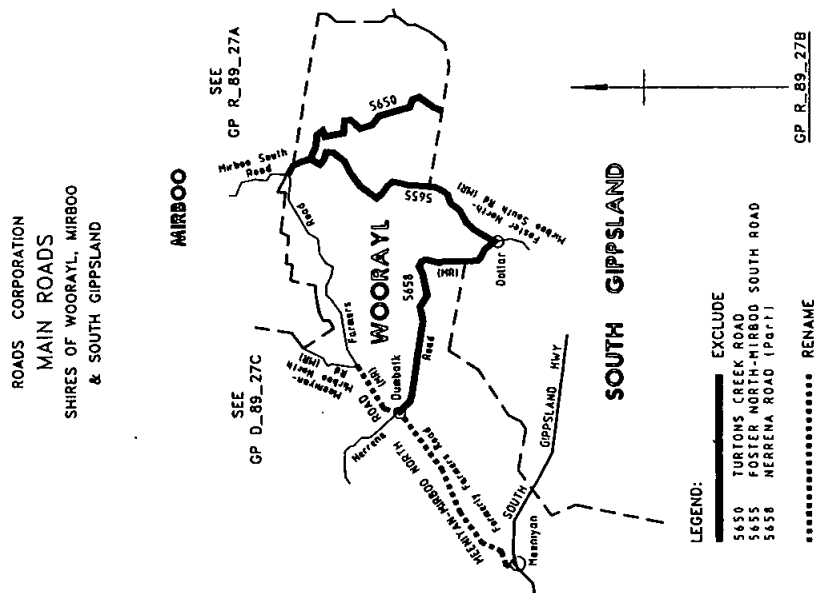 ROADS CORPORATION
MAIN ROADS
SHIRES OF WOORAYL, MIRBOO
& SOUTH GIPPSLAND
SEE
GP R_89_27A
MIRBOO
Mirboo South
Road
5650
SEE
GP D_89_27C
Road
Farmers
WOORAYL
5655
Foster North-
Mirboo South Rd (MR)
Meeniyan-
Mirboo North
Rd (MR)
5658
(MR)
Road
Dollar
Dumbalk
Nerrena
MEENIYAN-MIRBOO NORTH ROAD (MR)
Formerly Farmers Road
SOUTH GIPPSLAND HWY
Meeniyan
SOUTH GIPPSLAND
LEGEND:
EXCLUDE
5650 TURTONS CREEK ROAD
5655 FOSTER NORTH-MIRBOO SOUTH ROAD
5658 NERRENA ROAD (Part)
RENAME
GP R_89_27B